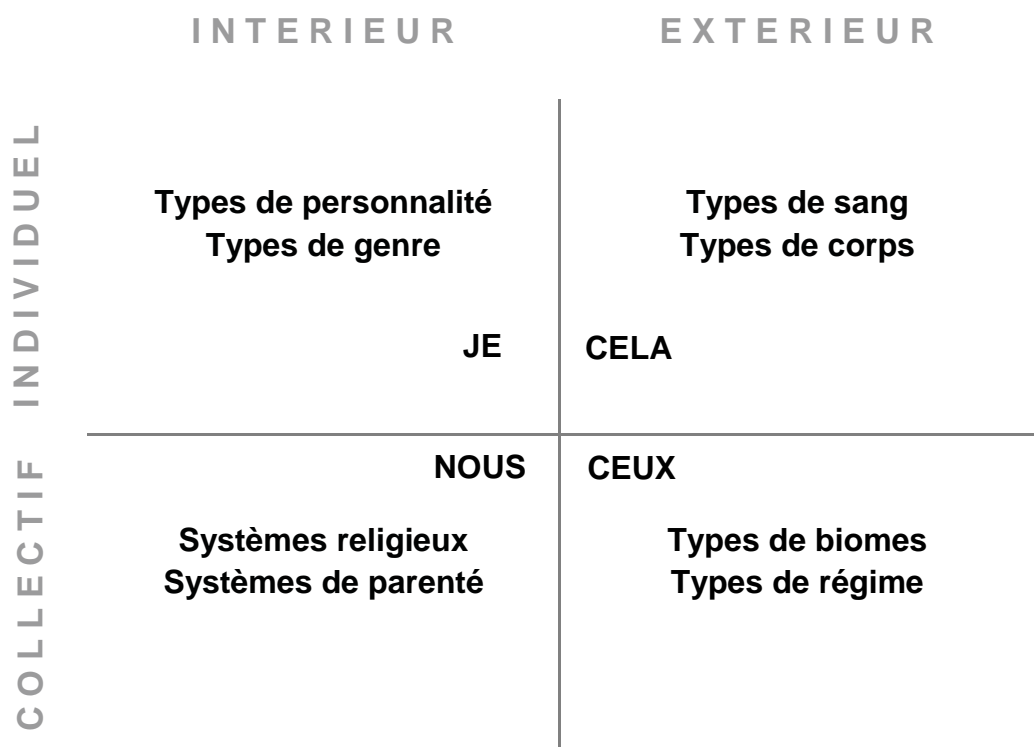 INTERIEUR EXTERIEUR
INDIVIDUEL
Types de personnalité
Types de genre
JE
Types de sang
Types de corps
CELA
COLLECTIF
NOUS
Systèmes religieux
Systèmes de parenté
CEUX
Types de biomes
Types de régime